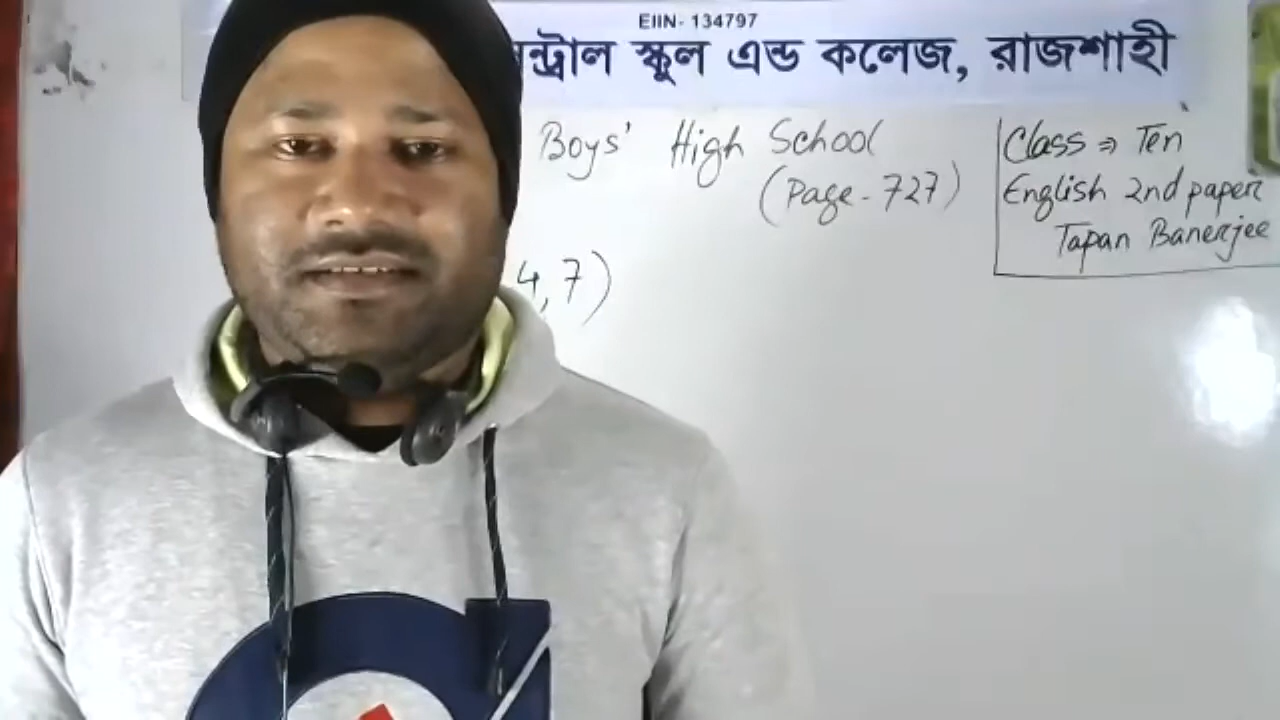 EIIN- 134797
স্কুল এন্ড কলেজ, রাজশাহী
Boys' High School
(Page - 727)
4, 7)
Class ⇒ Ten
English 2nd paper
Tapan Banerjee